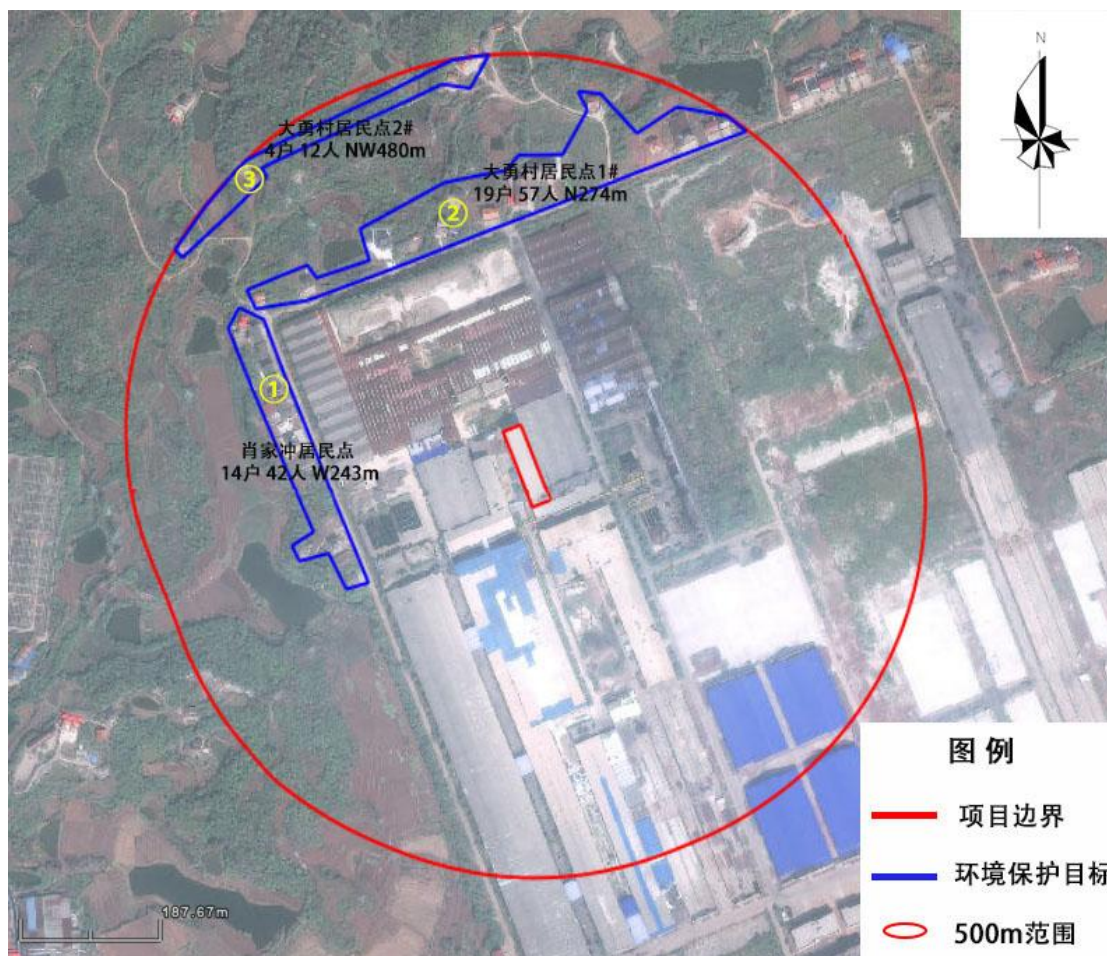 N
大勇村居民点2#
4户 12人 NW480m
③
大勇村居民点1#
19户 57人 N274m
②
①
肖家冲居民点
14户 42人 W243m
图 例
项目边界
环境保护目标
500m范围
187.67m